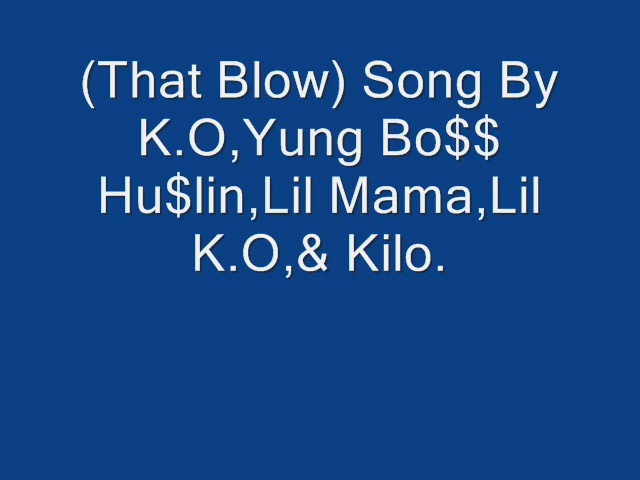 (That Blow) Song By
K.O,Yung Bo$$
Hu$lin,Lil Mama,Lil
K.O,& Kilo.